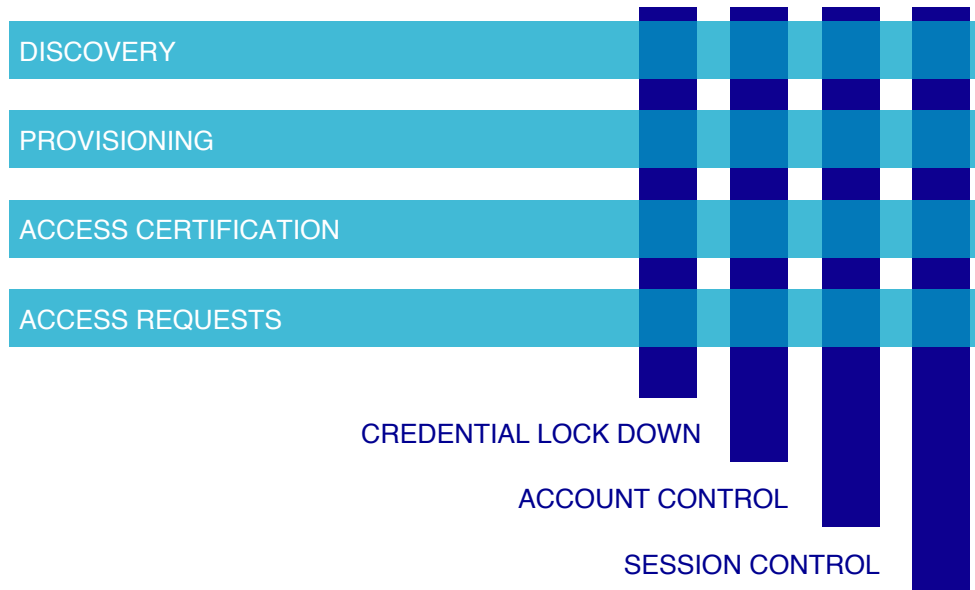 DISCOVERY
PROVISIONING
ACCESS CERTIFICATION
ACCESS REQUESTS
CREDENTIAL LOCK DOWN
ACCOUNT CONTROL
SESSION CONTROL